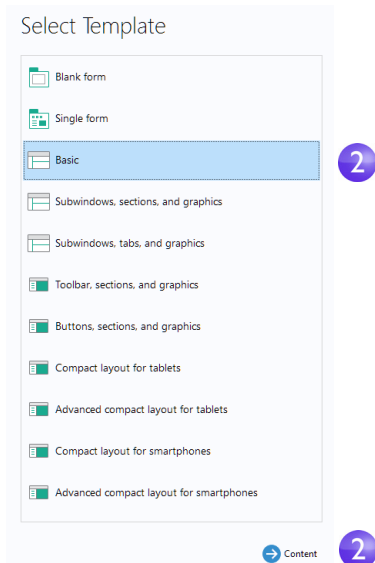 Select Template
Blank form
Single form
Basic
2
Subwindows, sections, and graphics
Subwindows, tabs, and graphics
Toolbar, sections, and graphics
Buttons, sections, and graphics
Compact layout for tablets
Advanced compact layout for tablets
Compact layout for smartphones
Advanced compact layout for smartphones
Content
2